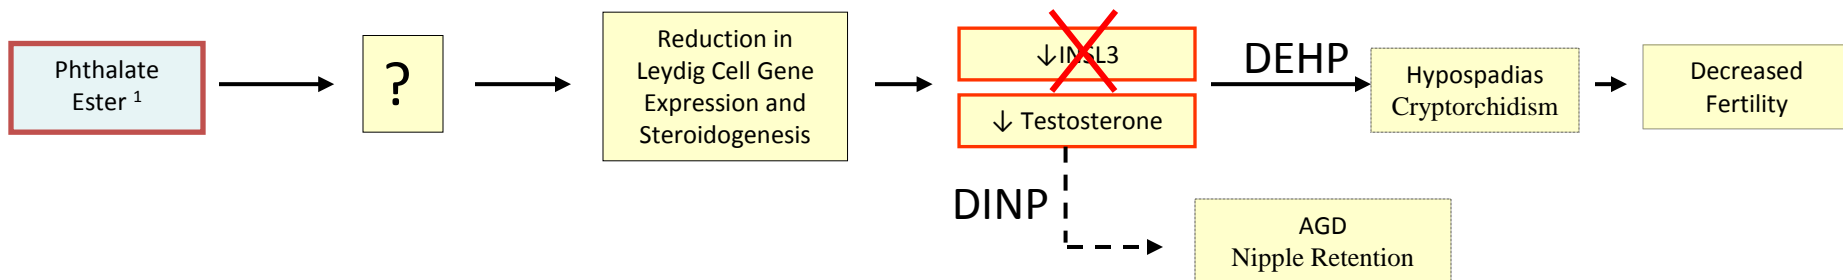 Phthalate
Ester 1
?
Reduction in
Leydig Cell Gene
Expression and
Steroidogenesis
↓INSL3
↓ Testosterone
DEHP
Hypospadias
Cryptorchidism
Decreased
Fertility
DINP
AGD
Nipple Retention